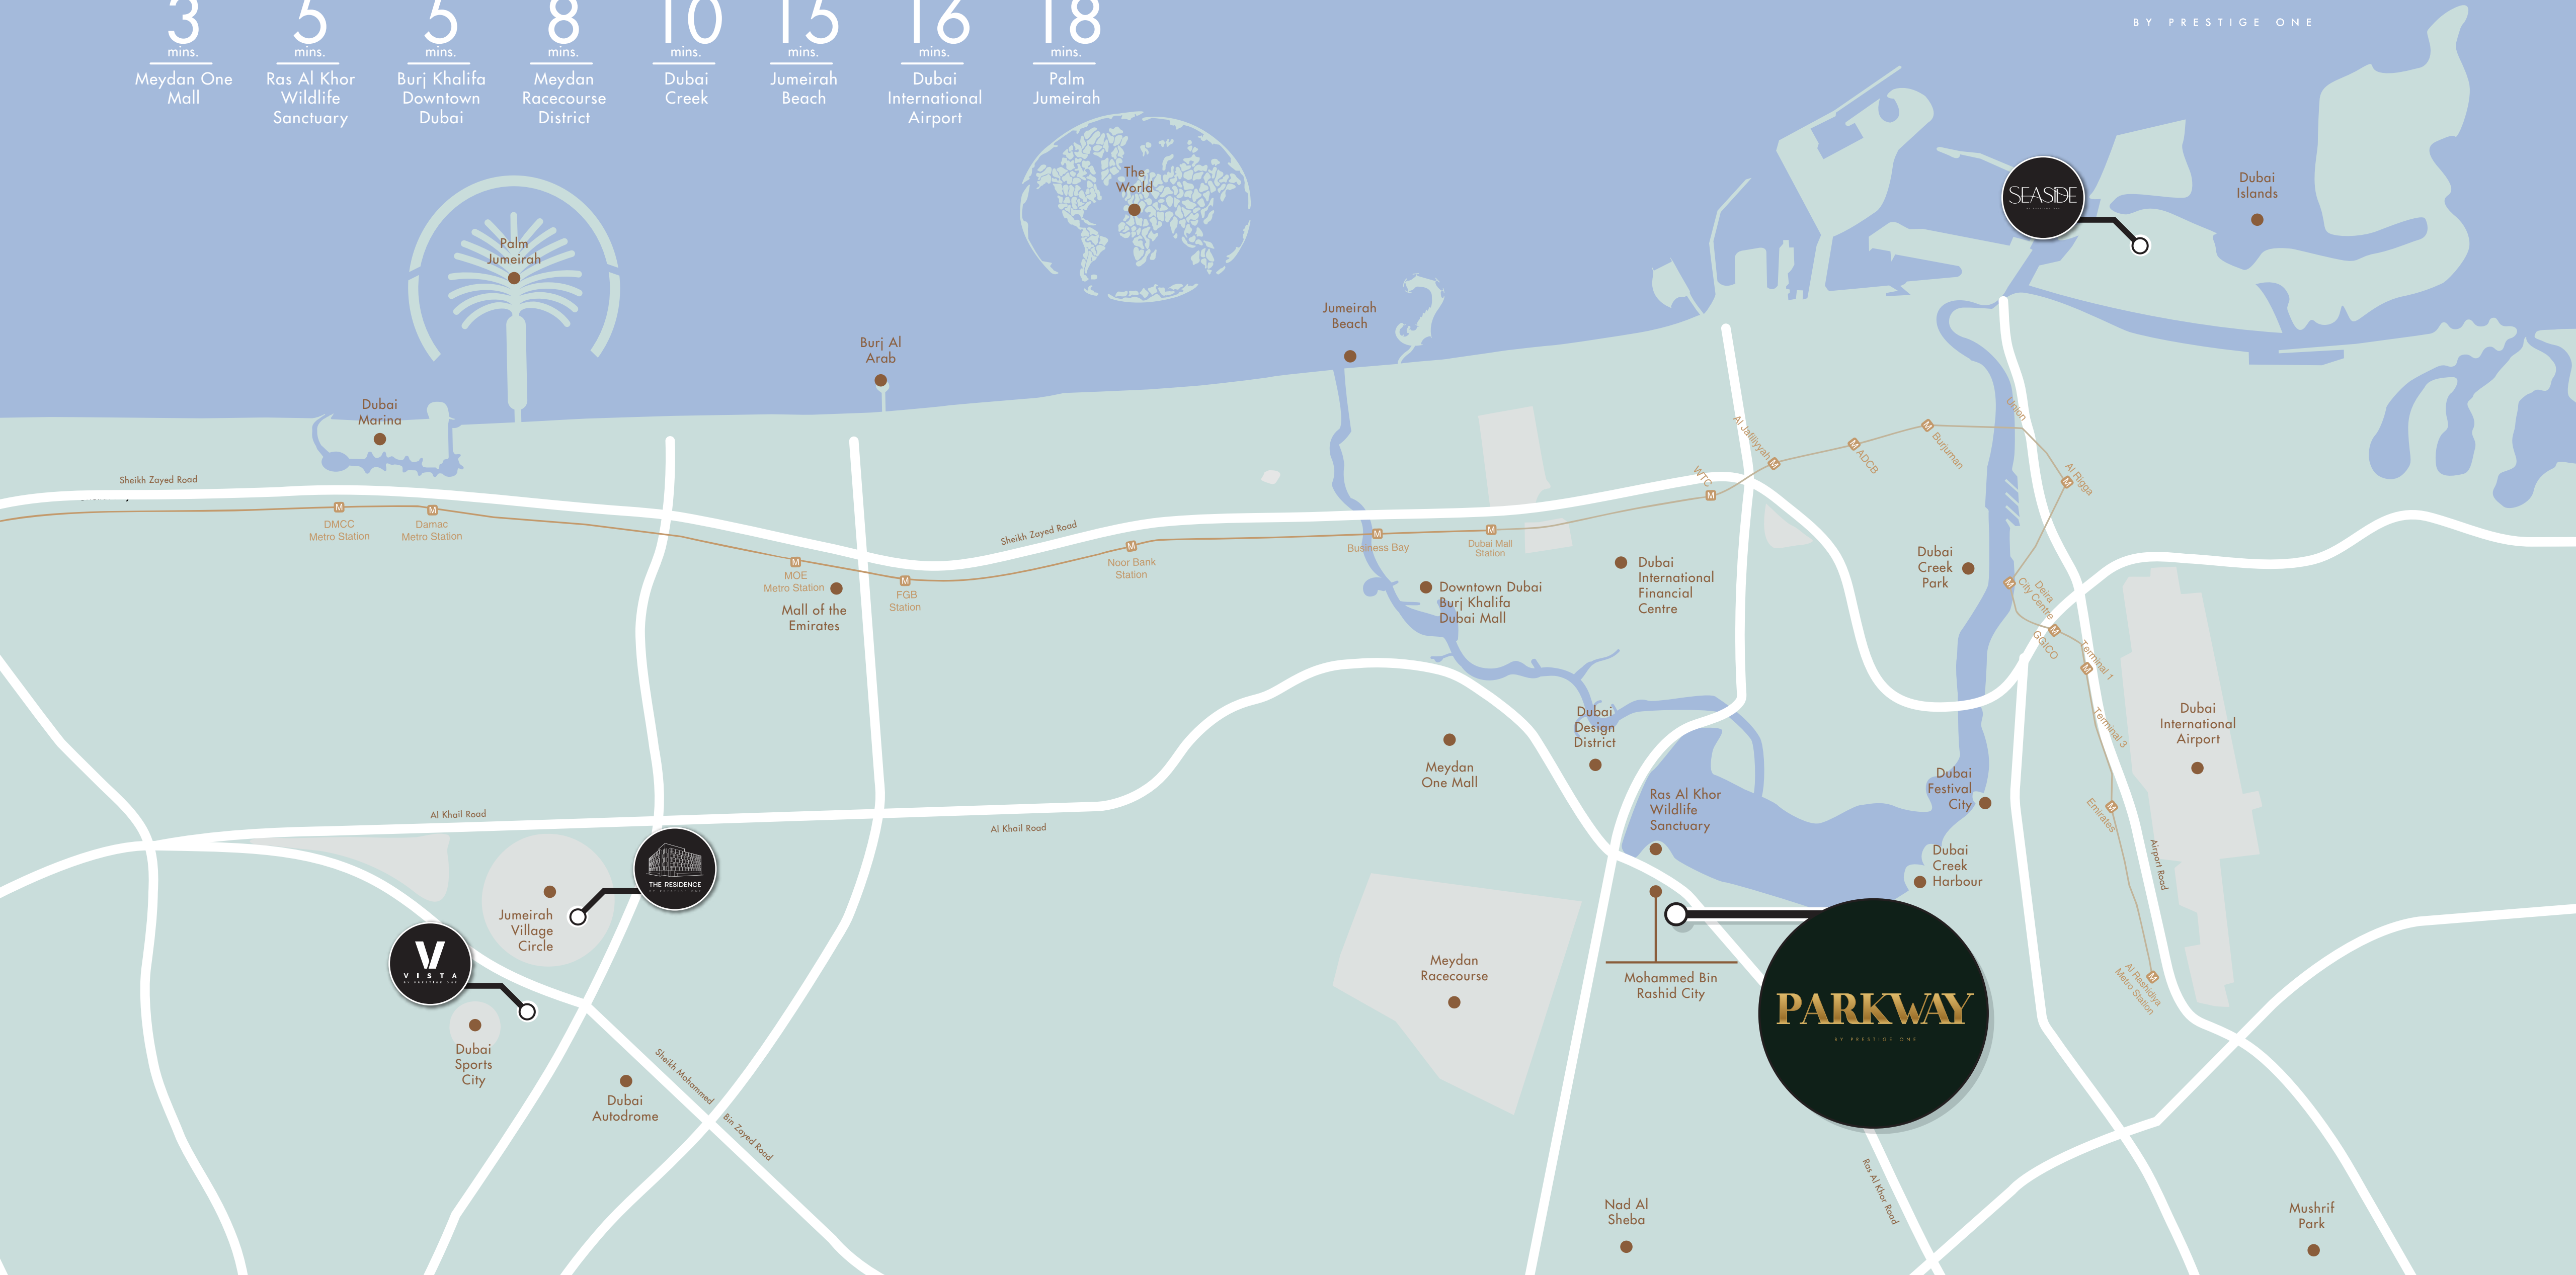 3
mins.
Meydan One
Mall
5
mins.
Ras Al Khor
Wildlife
Sanctuary
5
mins.
Burj Khalifa
Downtown
Dubai
8
mins.
Meydan
Racecourse
District
10
mins.
Dubai
Creek
15
mins.
Jumeirah
Beach
16
mins.
Dubai
International
Airport
18
mins.
Palm
Jumeirah
BY PRESTIGE ONE
The
World
SEASIDE
BY PRESTIGE ONE
Dubai
Islands
Palm
Jumeirah
Jumeirah
Beach
Burj Al
Arab
Dubai
Marina
Sheikh Zayed Road
M
DMCC
Metro Station
M
Damac
Metro Station
M
MOE
Metro Station
Mall of the
Emirates
M
FGB
Station
Sheikh Zayed Road
M
Noor Bank
Station
M
Business Bay
M
Dubai Mall
Station
WTC
M
Al Jafiliyyah
M
M
ADCB
M
Burjuman
Union
M
Al Rigga
M
Deira
City Centre
M
GGICO
M
Terminal 1
Terminal 3
M
Emirates
M
Al Rashidiya
Metro Station
Airport Road
Downtown Dubai
Burj Khalifa
Dubai Mall
Dubai
International
Financial
Centre
Dubai
Creek
Park
Dubai
International
Airport
Dubai
Design
District
Meydan
One Mall
Ras Al Khor
Wildlife
Sanctuary
Dubai
Festival
City
Dubai
Creek
Harbour
Al Khail Road
Al Khail Road
THE RESIDENCE
BY PRESTIGE ONE
Jumeirah
Village
Circle
V
VISTA
BY PRESTIGE ONE
Dubai
Sports
City
Dubai
Autodrome
Sheikh Mohammed
Bin Zayed Road
Meydan
Racecourse
Mohammed Bin
Rashid City
PARKWAY
BY PRESTIGE ONE
Ras Al Khor Road
Nad Al
Sheba
Mushrif
Park